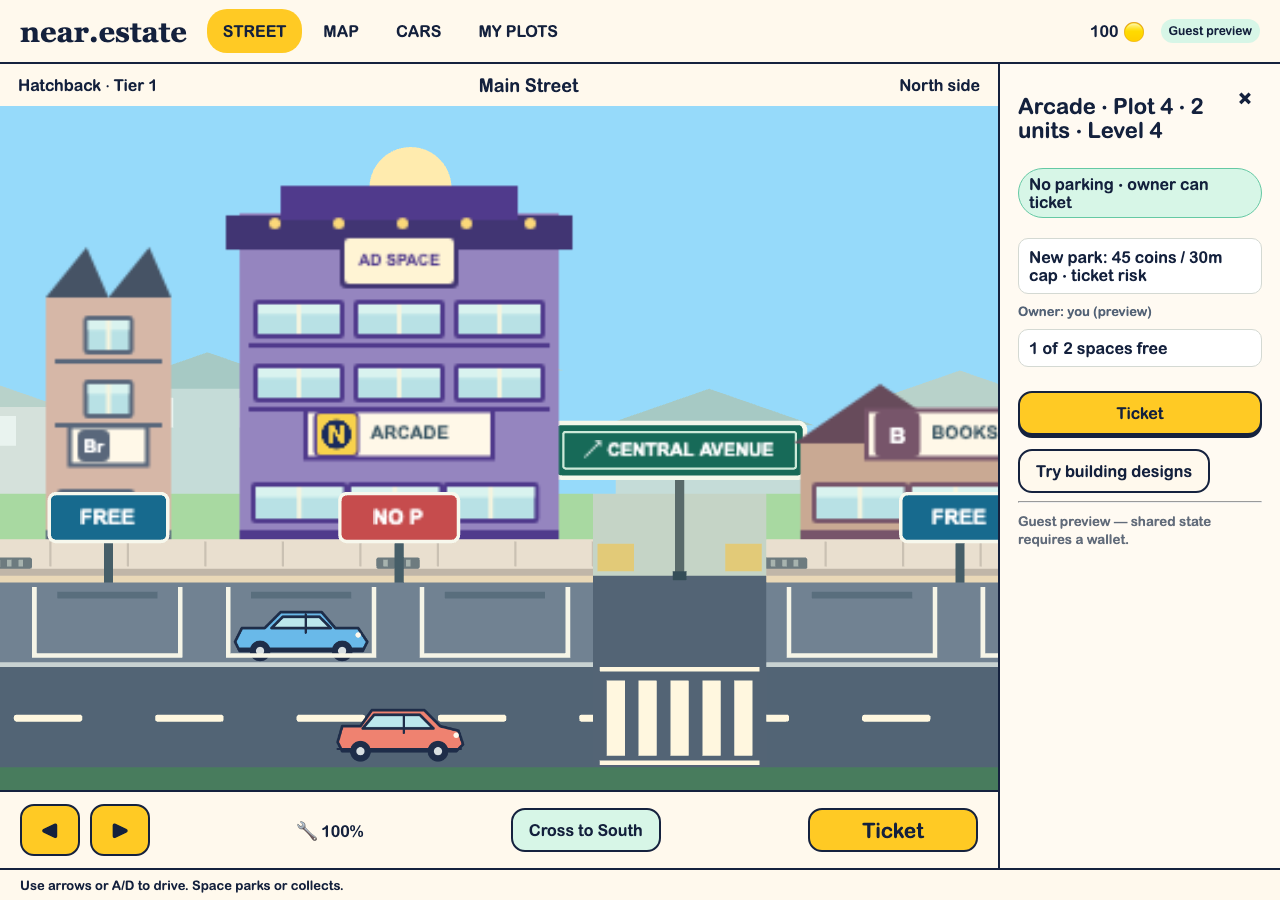 near.estate
STREET
MAP
CARS
MY PLOTS
100
Guest preview
Hatchback · Tier 1
Main Street
North side
AD SPACE
N ARCADE
Br
CENTRAL AVENUE
B BOOKS
FREE
NO P
FREE
100%
Cross to South
Ticket
Arcade · Plot 4 · 2
units · Level 4
No parking · owner can
ticket
New park: 45 coins / 30m
cap · ticket risk
Owner: you (preview)
1 of 2 spaces free
Ticket
Try building designs
Guest preview — shared state
requires a wallet.
Use arrows or A/D to drive. Space parks or collects.